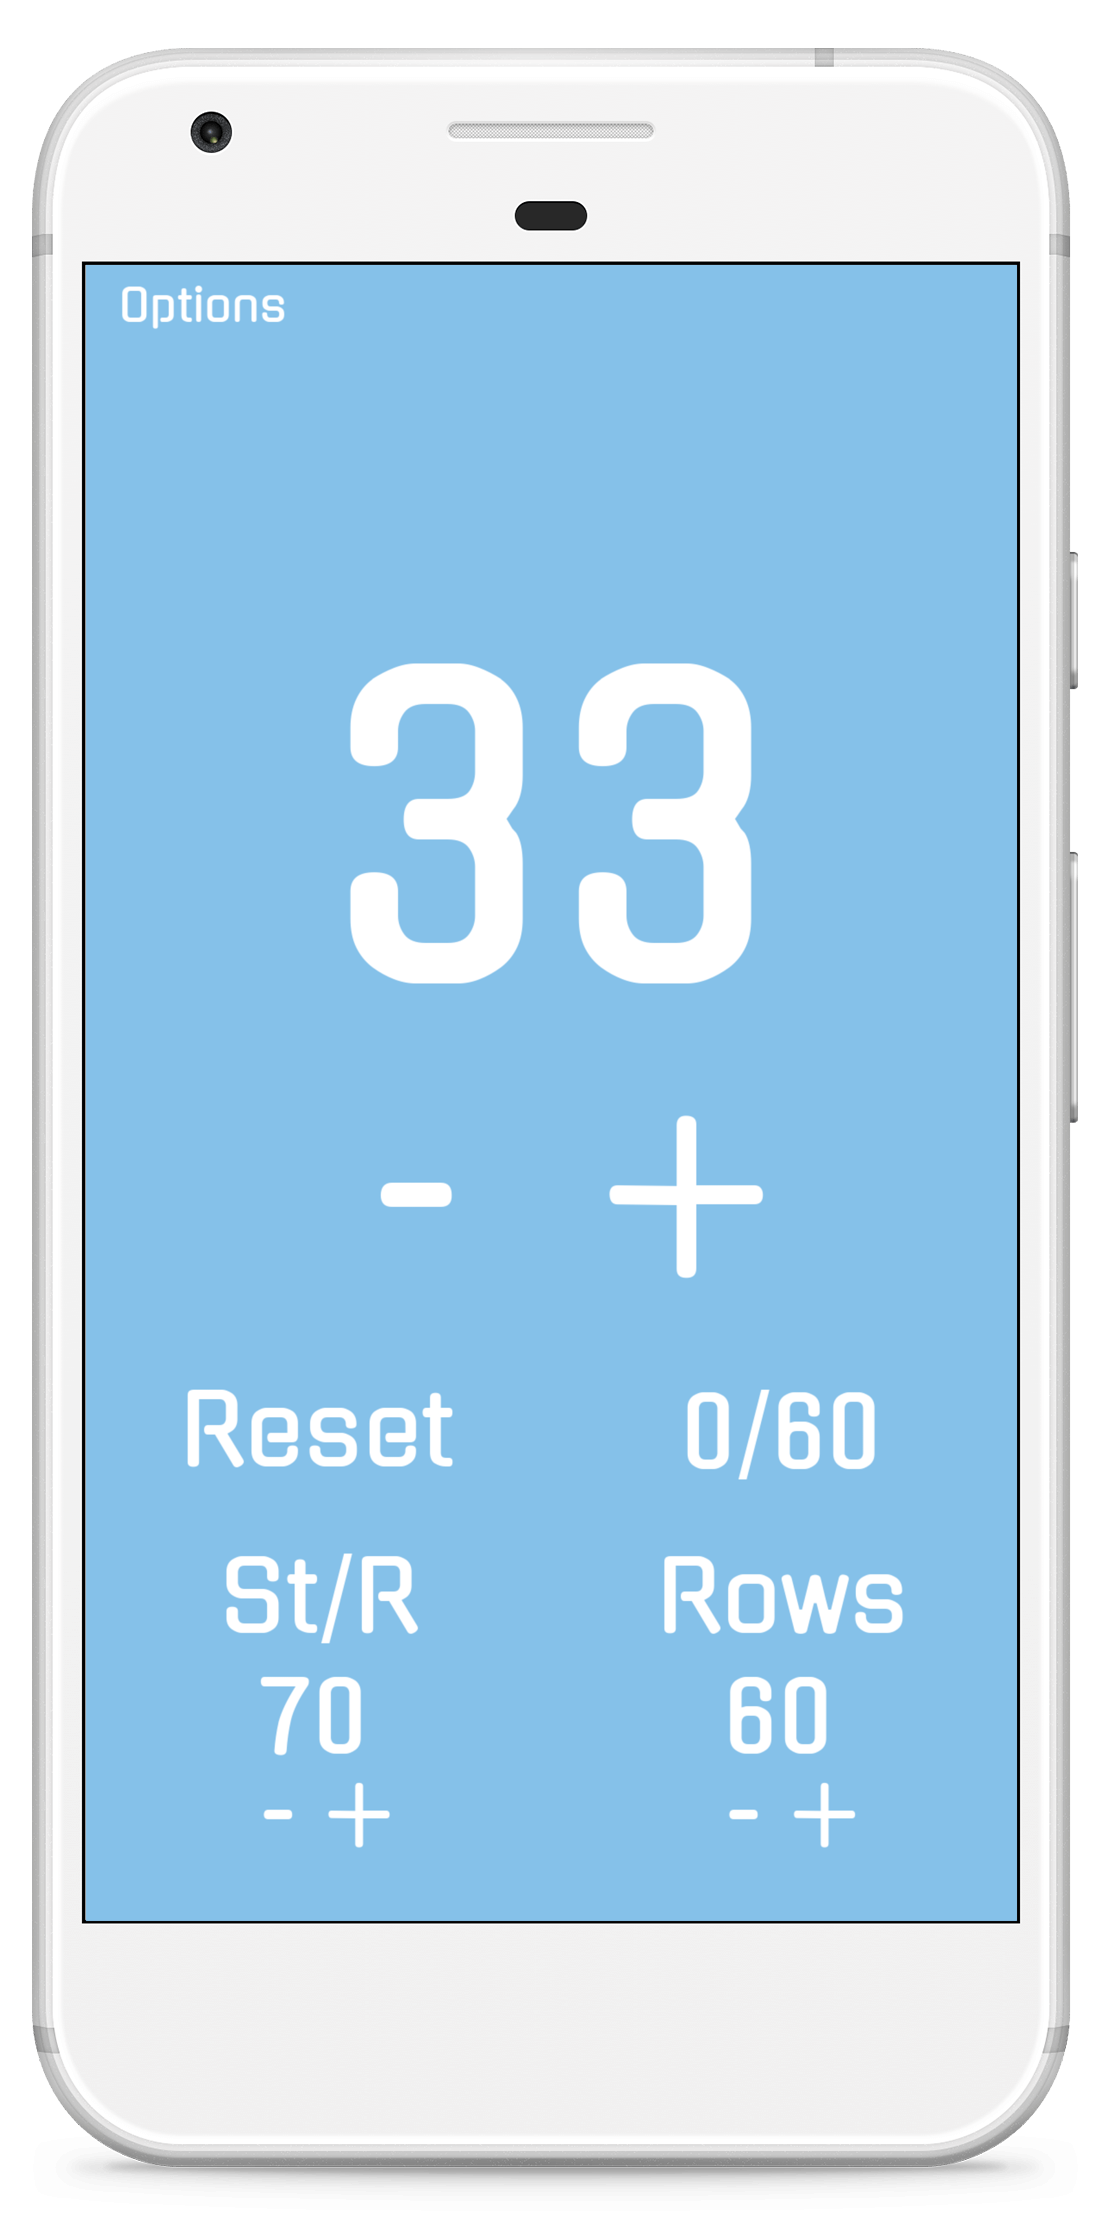 Options
33
- +
Reset 0/60
St/R Rows
70 60
- + - +